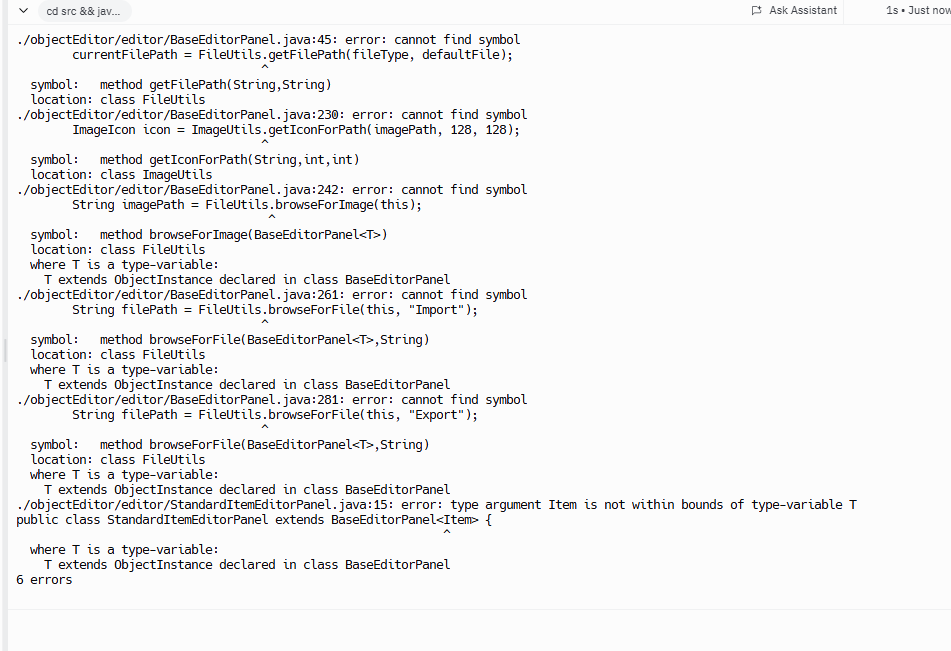 cd src && jav... Ask Assistant 1s • Just now
./objectEditor/editor/BaseEditorPanel.java:45: error: cannot find symbol
        currentFilePath = FileUtils.getFilePath(fileType, defaultFile);
                                   ^
  symbol:   method getFilePath(String,String)
  location: class FileUtils
./objectEditor/editor/BaseEditorPanel.java:230: error: cannot find symbol
        ImageIcon icon = ImageUtils.getIconForPath(imagePath, 128, 128);
                                   ^
  symbol:   method getIconForPath(String,int,int)
  location: class ImageUtils
./objectEditor/editor/BaseEditorPanel.java:242: error: cannot find symbol
        String imagePath = FileUtils.browseForImage(this);
                                    ^
  symbol:   method browseForImage(BaseEditorPanel<T>)
  location: class FileUtils
  where T is a type-variable:
    T extends ObjectInstance declared in class BaseEditorPanel
./objectEditor/editor/BaseEditorPanel.java:261: error: cannot find symbol
        String filePath = FileUtils.browseForFile(this, "Import");
                                   ^
  symbol:   method browseForFile(BaseEditorPanel<T>,String)
  location: class FileUtils
  where T is a type-variable:
    T extends ObjectInstance declared in class BaseEditorPanel
./objectEditor/editor/BaseEditorPanel.java:281: error: cannot find symbol
        String filePath = FileUtils.browseForFile(this, "Export");
                                   ^
  symbol:   method browseForFile(BaseEditorPanel<T>,String)
  location: class FileUtils
  where T is a type-variable:
    T extends ObjectInstance declared in class BaseEditorPanel
./objectEditor/editor/StandardItemEditorPanel.java:15: error: type argument Item is not within bounds of type-variable T
public class StandardItemEditorPanel extends BaseEditorPanel<Item> {
                                                             ^
  where T is a type-variable:
    T extends ObjectInstance declared in class BaseEditorPanel
6 errors